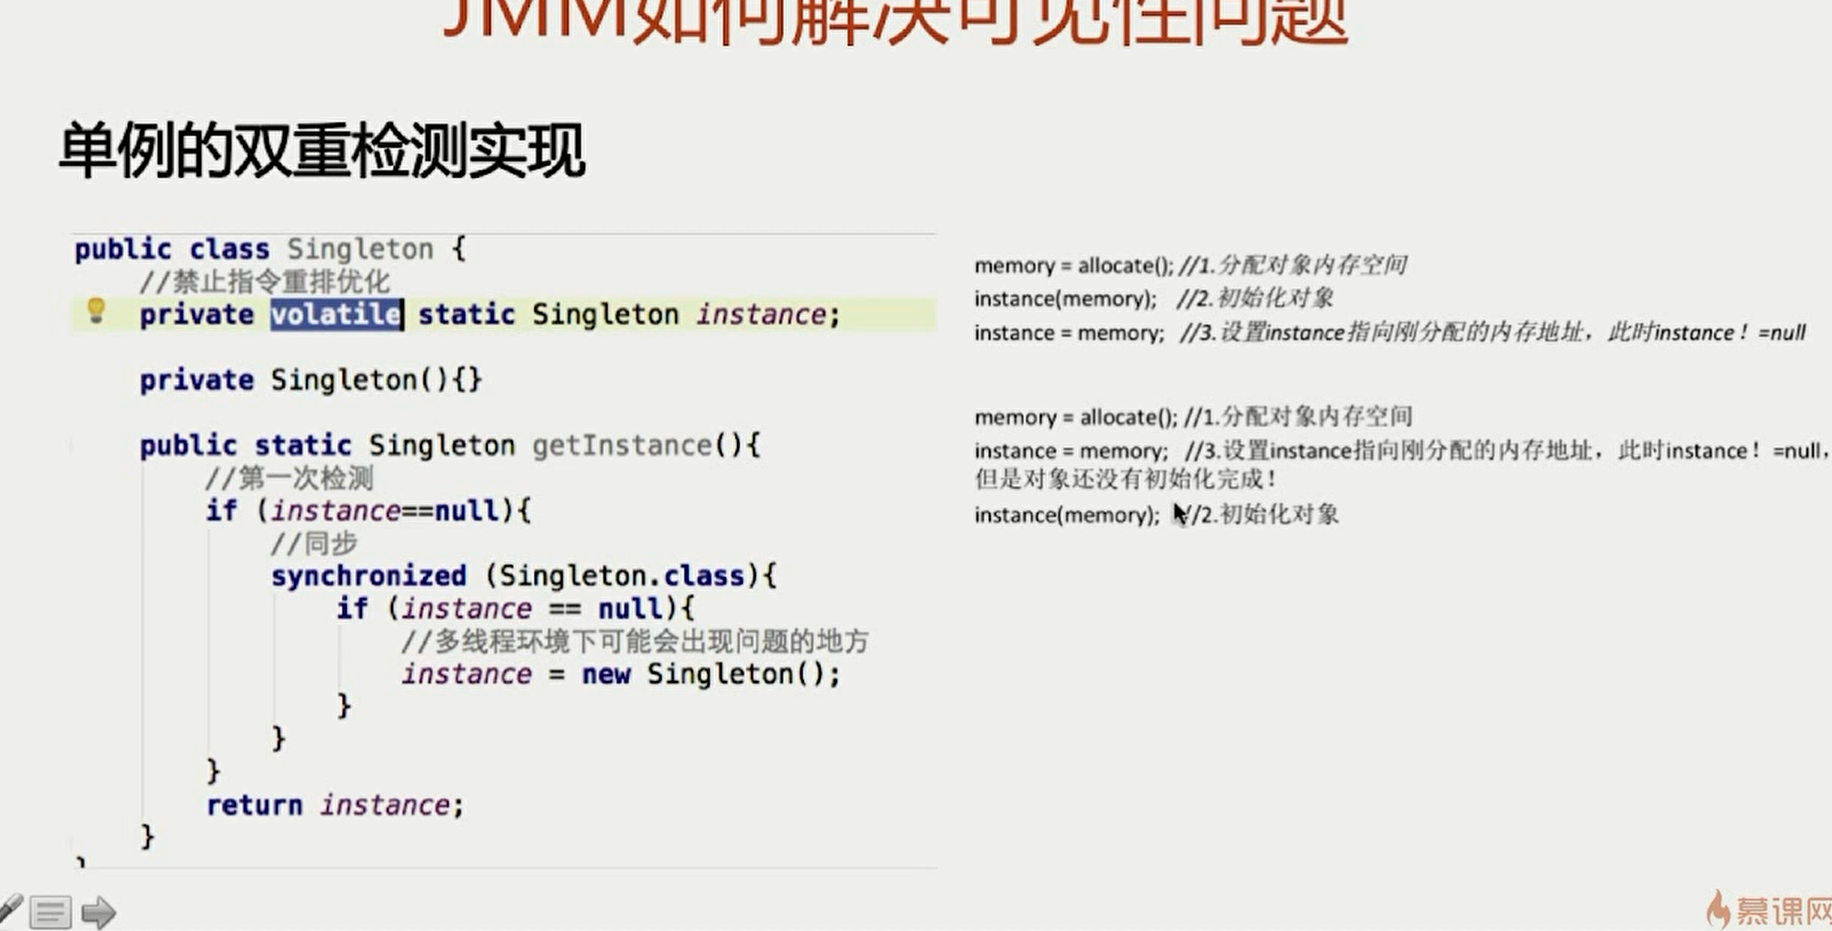 JMM如何解决可见性问题
单例的双重检测实现
public class Singleton {
//禁止指令重排优化
private volatile static Singleton instance;
private Singleton(){}
public static Singleton getInstance(){
//第一次检测
if (instance==null){
//同步
synchronized (Singleton.class){
if (instance == null){
//多线程环境下可能会出现问题的地方
instance = new Singleton();
}
}
}
return instance;
}
}
memory = allocate(); //1.分配对象内存空间
instance(memory); //2.初始化对象
instance = memory; //3.设置instance指向刚分配的内存地址，此时instance！=null
memory = allocate(); //1.分配对象内存空间
instance = memory; //3.设置instance指向刚分配的内存地址，此时instance！=null，
但是对象还没有初始化完成！
instance(memory); //2.初始化对象
慕课网